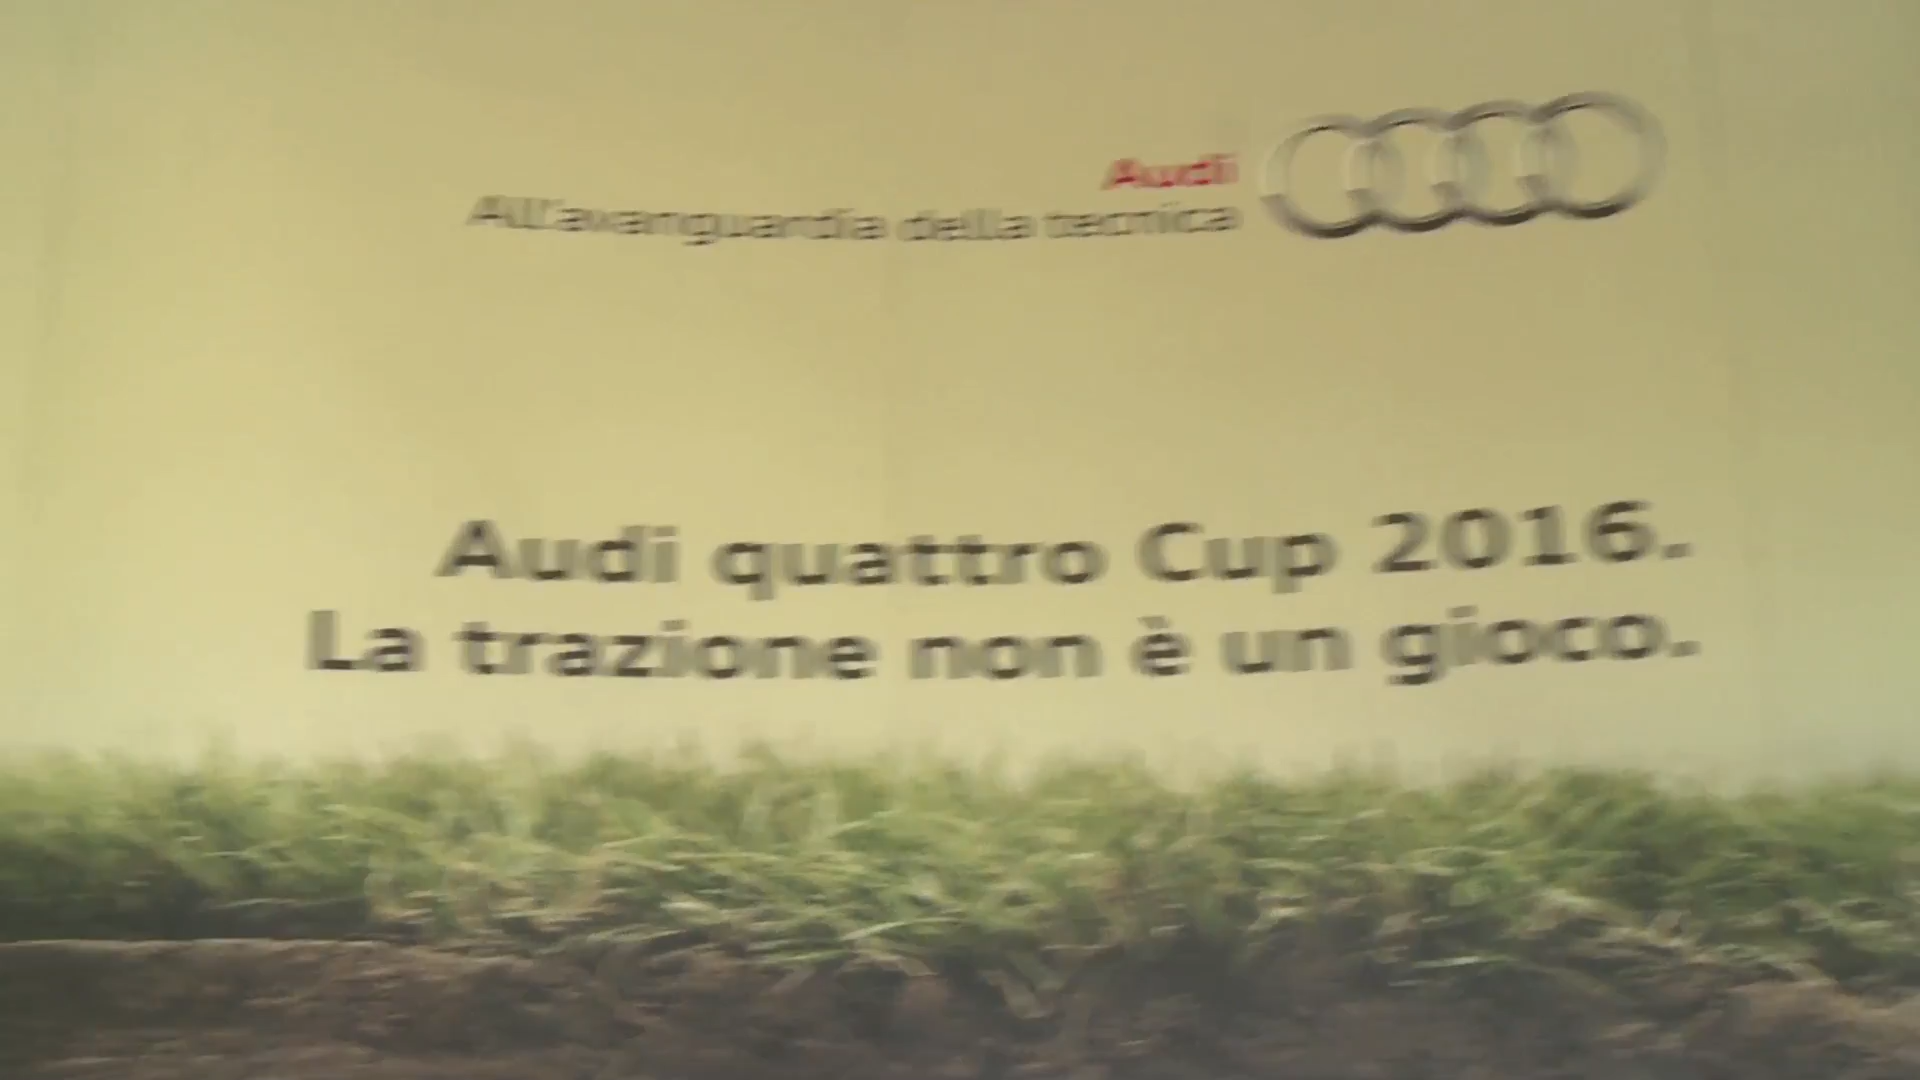 Audi
All'avanguardia della tecnica
Audi quattro Cup 2016.
La trazione non è un gioco.